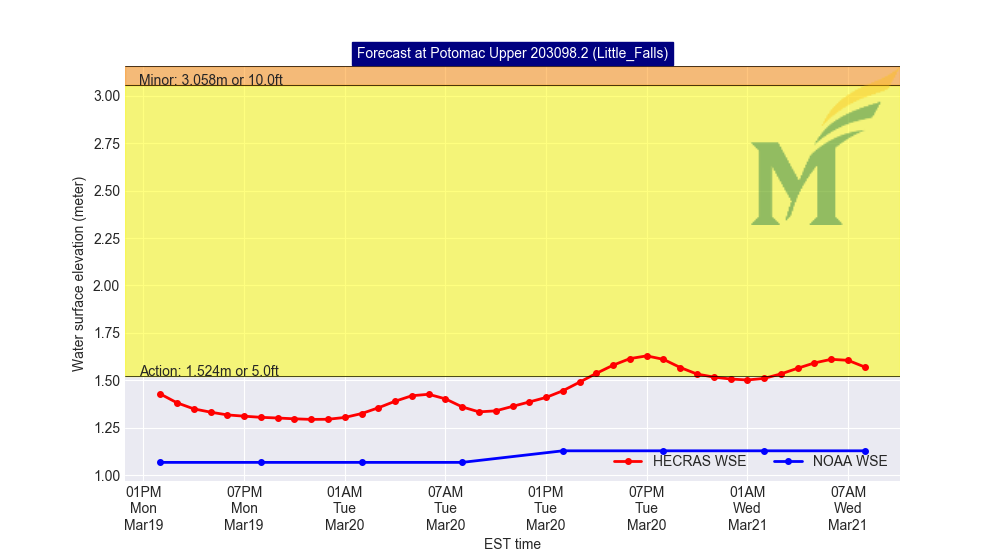 Forecast at Potomac Upper 203098.2 (Little_Falls)
Minor: 3.058m or 10.0ft
3.00
2.75
2.50
2.25
2.00
1.75
1.50
1.25
1.00
Water surface elevation (meter)
Action: 1.524m or 5.0ft
HECRAS WSE NOAA WSE
01PM 07PM 01AM 07AM 01PM 07PM 01AM 07AM
Mon Mon Tue Tue Tue Tue Wed Wed
Mar19 Mar19 Mar20 Mar20 Mar20 Mar20 Mar21 Mar21
EST time
M